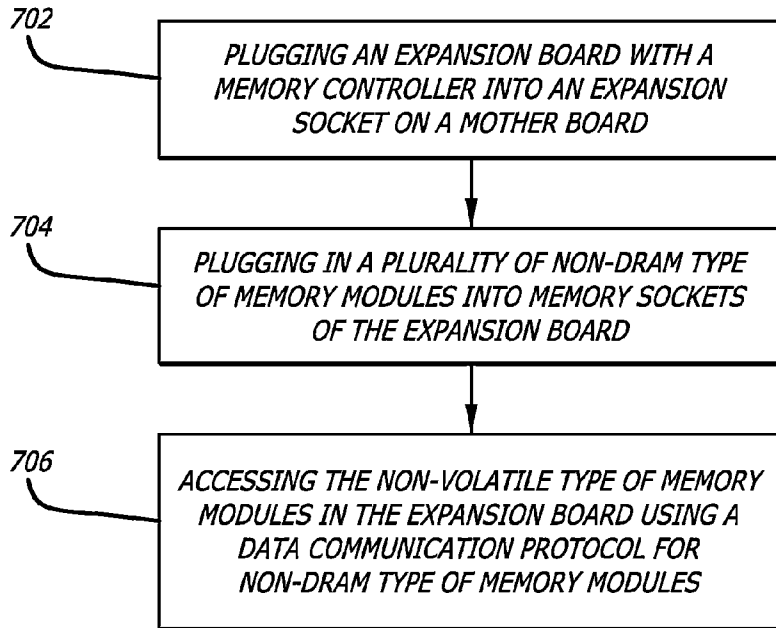 702
PLUGGING AN EXPANSION BOARD WITH A
MEMORY CONTROLLER INTO AN EXPANSION
SOCKET ON A MOTHER BOARD
704
PLUGGING IN A PLURALITY OF NON-DRAM TYPE
OF MEMORY MODULES INTO MEMORY SOCKETS
OF THE EXPANSION BOARD
706
ACCESSING THE NON-VOLATILE TYPE OF MEMORY
MODULES IN THE EXPANSION BOARD USING A
DATA COMMUNICATION PROTOCOL FOR
NON-DRAM TYPE OF MEMORY MODULES